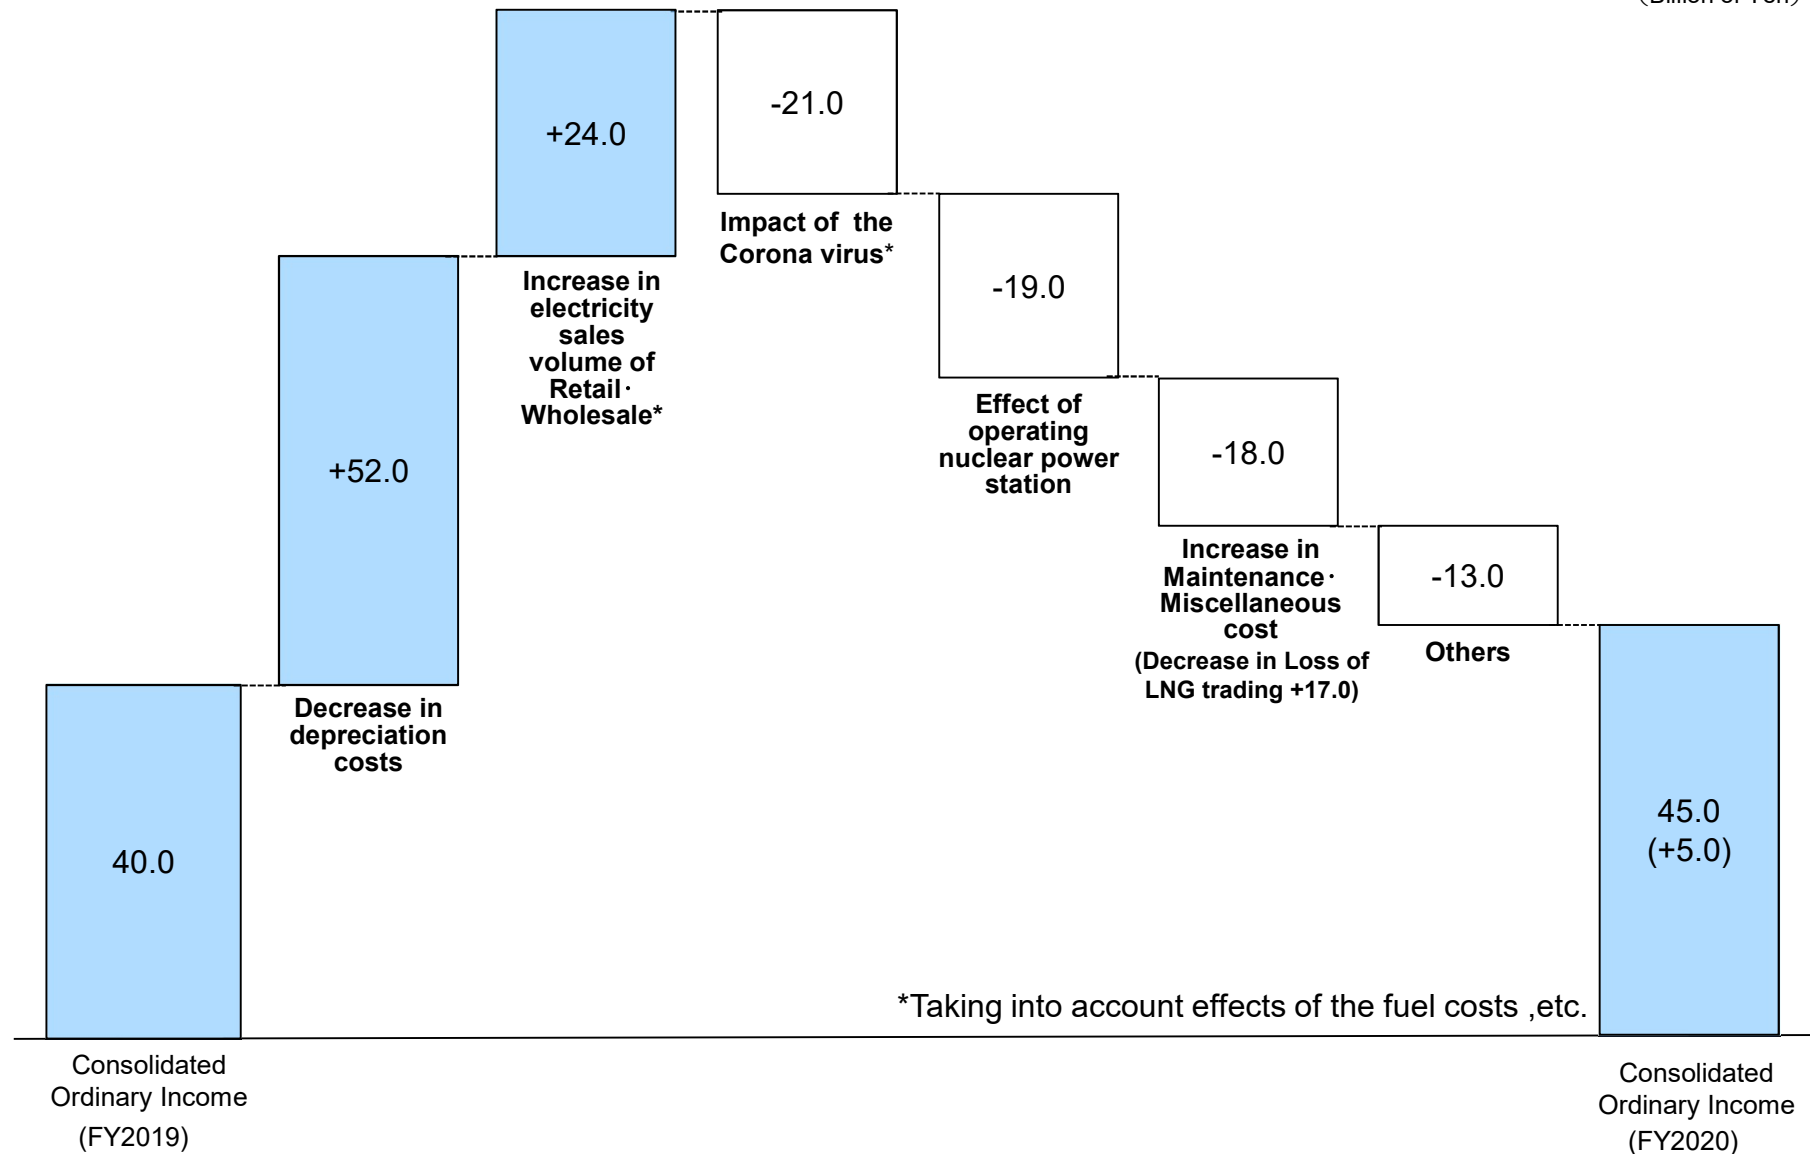 +24.0
-21.0
Impact of the
Corona virus*
Increase in
electricity
sales
volume of
Retail・
Wholesale*
-19.0
+52.0
Effect of
operating
nuclear power
station
-18.0
Increase in
Maintenance・
Miscellaneous
cost
(Decrease in Loss of
LNG trading +17.0)
-13.0
Others
Decrease in
depreciation
costs
40.0
45.0
(+5.0)
*Taking into account effects of the fuel costs ,etc.
Consolidated
Ordinary Income
(FY2019)
Consolidated
Ordinary Income
(FY2020)